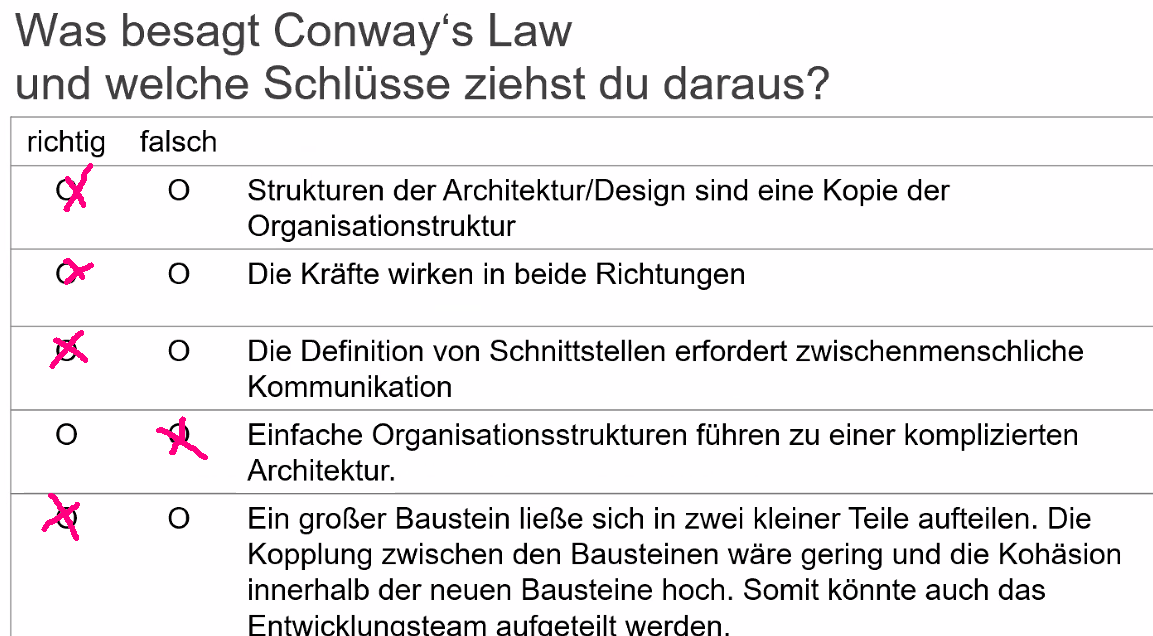 Was besagt Conway‘s Law
und welche Schlüsse ziehst du daraus?
richtig falsch
O O Strukturen der Architektur/Design sind eine Kopie der
Organisationstruktur
O O Die Kräfte wirken in beide Richtungen
O O Die Definition von Schnittstellen erfordert zwischenmenschliche
Kommunikation
O O Einfache Organisationsstrukturen führen zu einer komplizierten
Architektur.
O O Ein großer Baustein ließe sich in zwei kleiner Teile aufteilen. Die
Kopplung zwischen den Bausteinen wäre gering und die Kohäsion
innerhalb der neuen Bausteine hoch. Somit könnte auch das
Entwicklungsteam aufgeteilt werden.